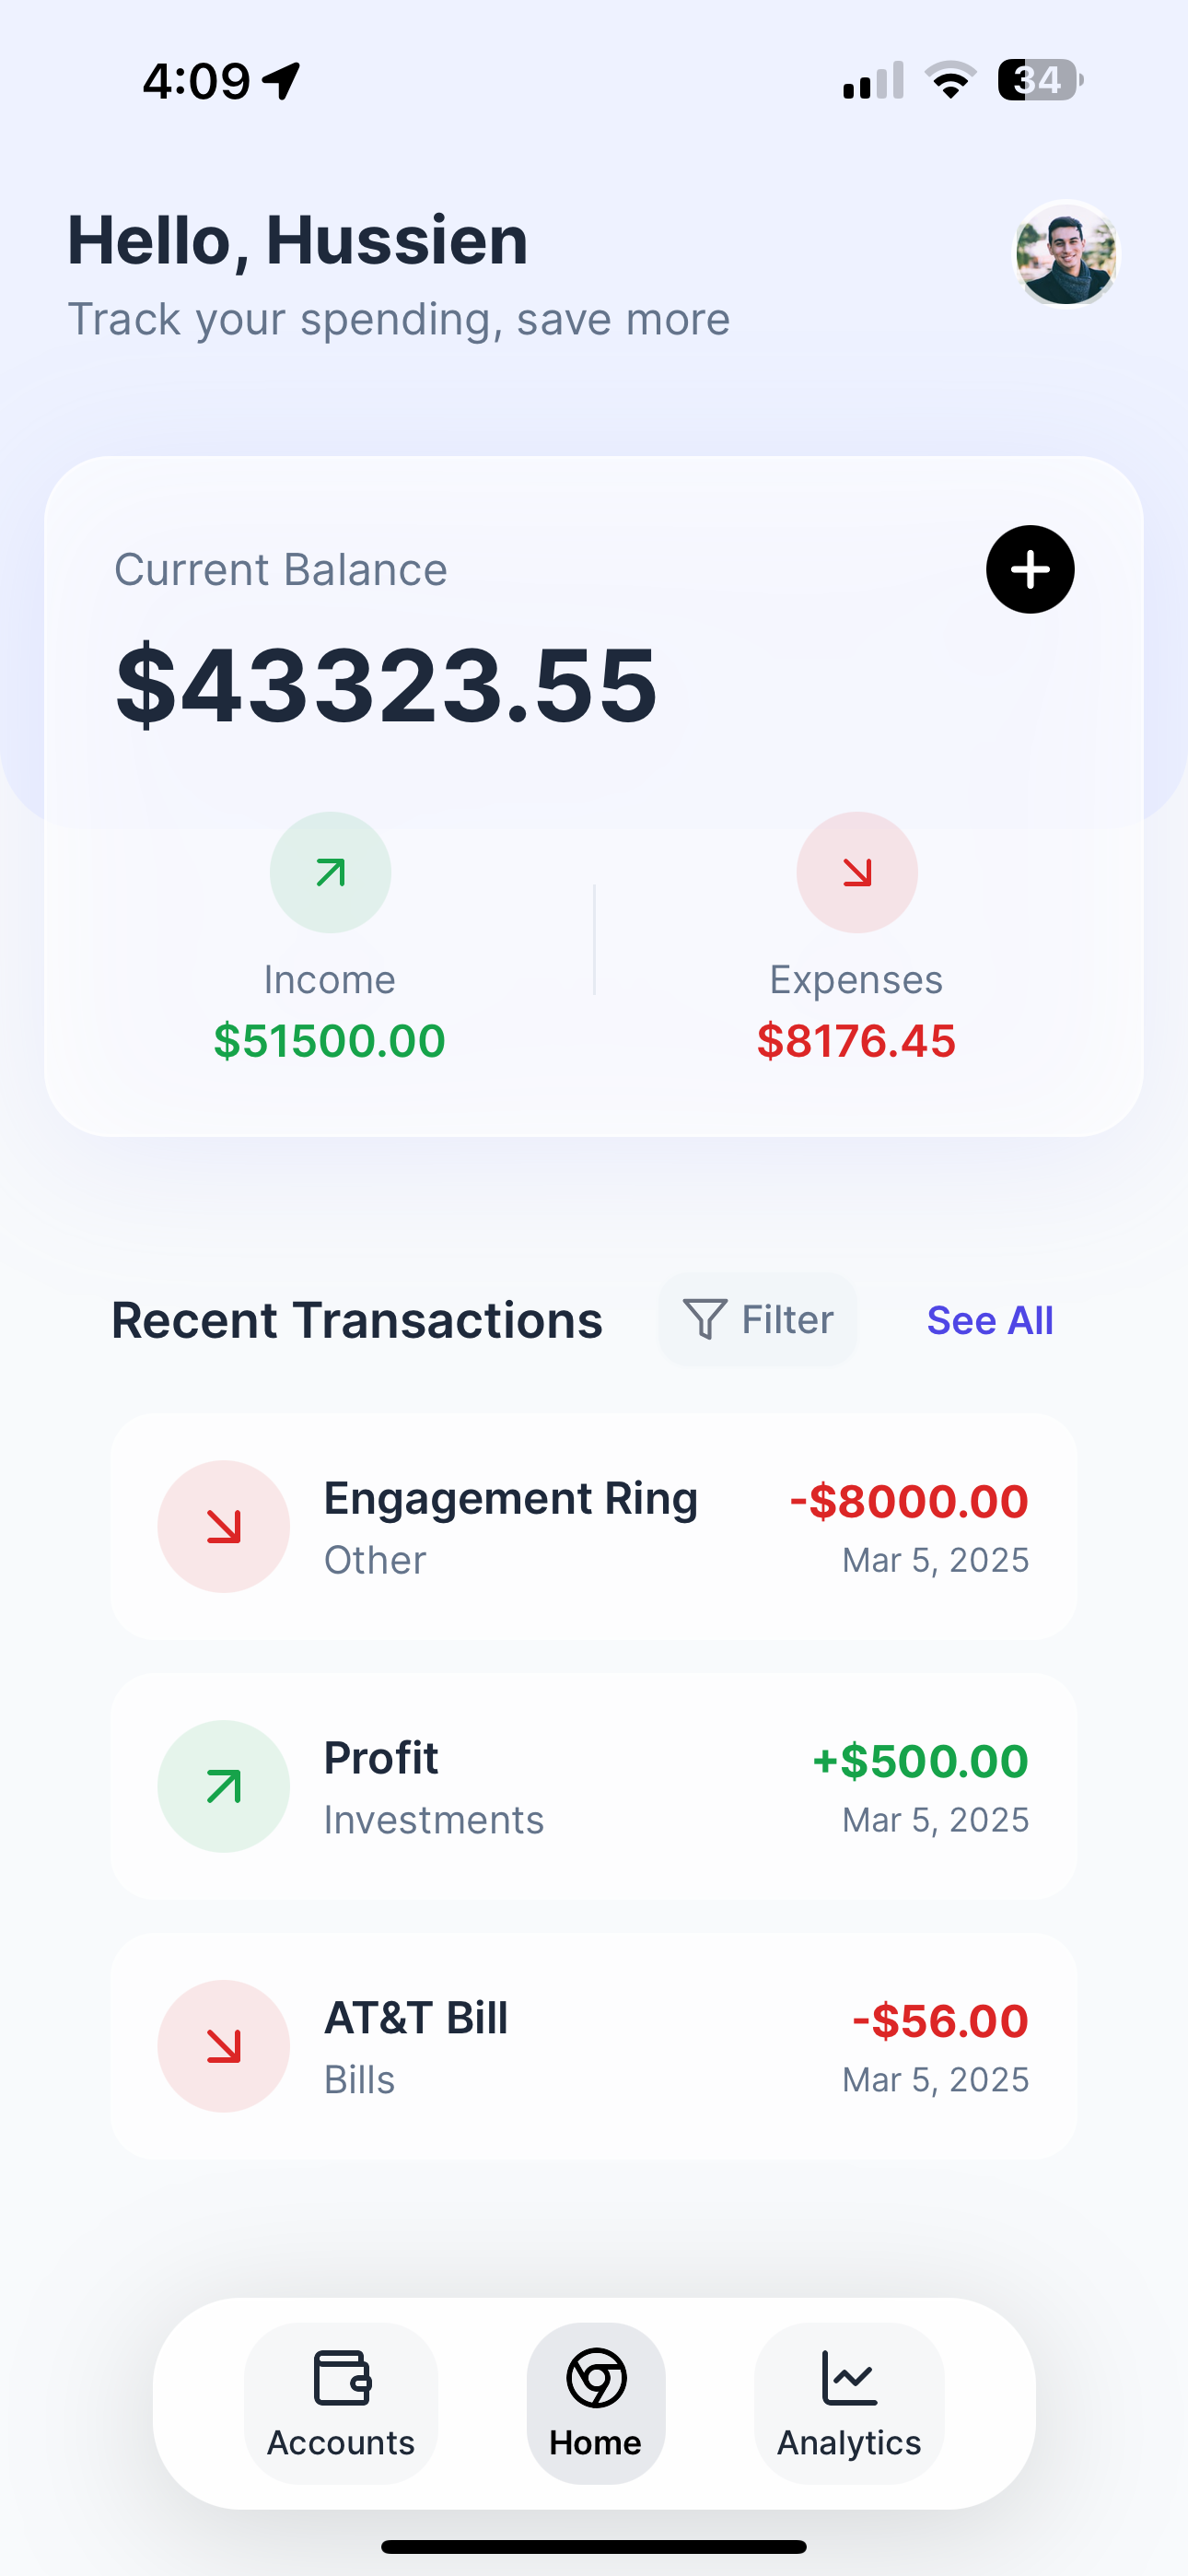 4:09
34
Hello, Hussien
Track your spending, save more
Current Balance
$43323.55
Income
$51500.00
Expenses
$8176.45
Recent Transactions
Filter
See All
Engagement Ring
-$8000.00
Other
Mar 5, 2025
Profit
+$500.00
Investments
Mar 5, 2025
AT&T Bill
-$56.00
Bills
Mar 5, 2025
Accounts
Home
Analytics